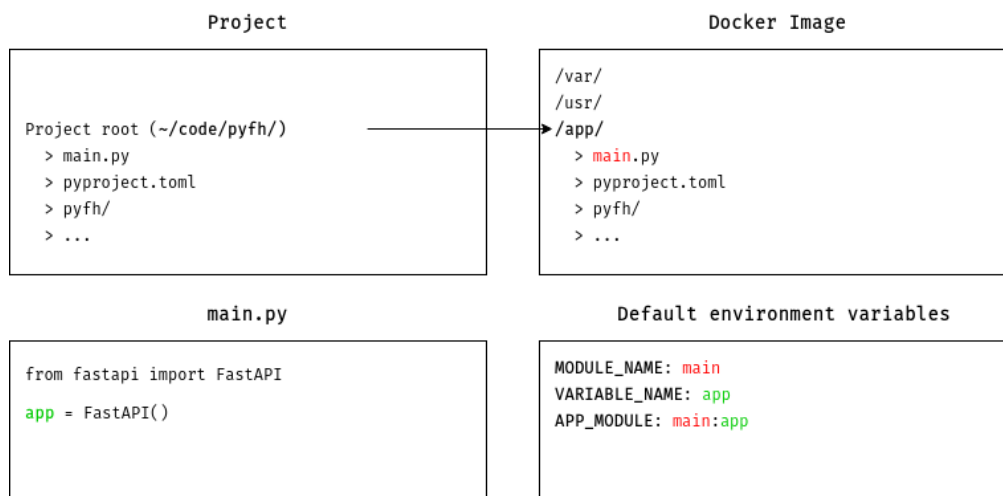 Project
Project root (~/code/pyfh/)
> main.py
> pyproject.toml
> pyfh/
> ...
Docker Image
/var/
/usr/
/app/
> main.py
> pyproject.toml
> pyfh/
> ...
main.py
from fastapi import FastAPI
app = FastAPI()
Default environment variables
MODULE_NAME: main
VARIABLE_NAME: app
APP_MODULE: main:app